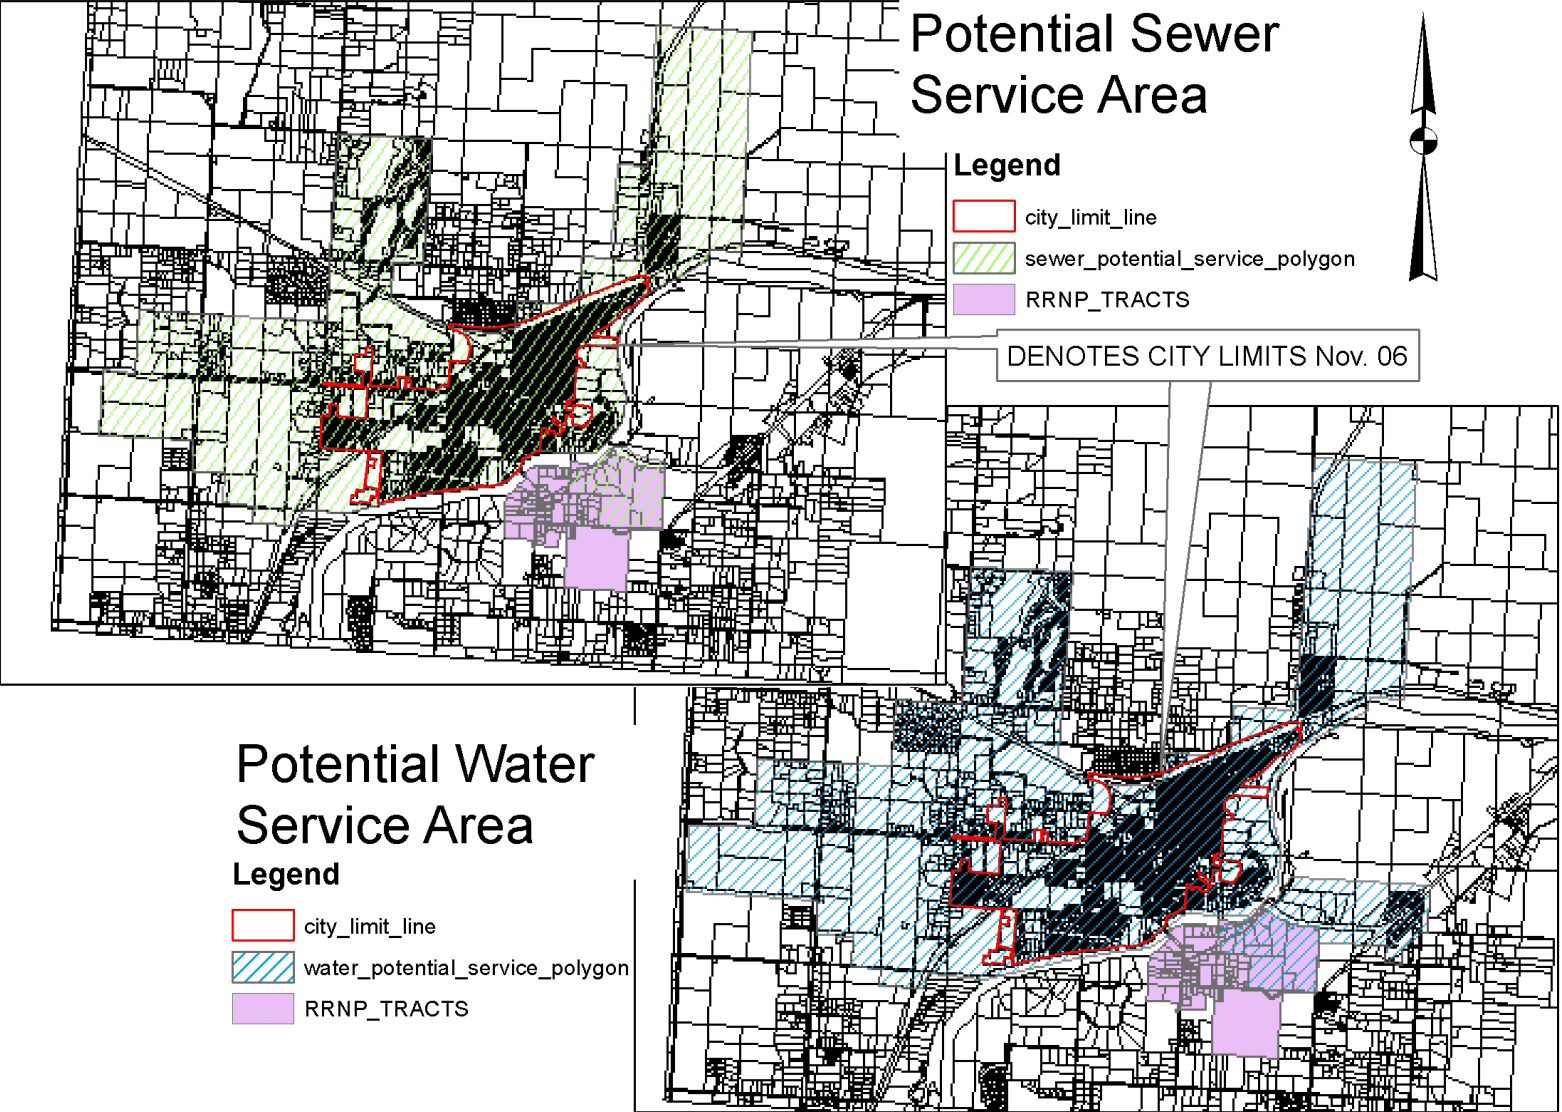 Potential Sewer
Service Area
Legend
city_limit_line
sewer_potential_service_polygon
RRNP_TRACTS
DENOTES CITY LIMITS Nov. 06
Potential Water
Service Area
Legend
city_limit_line
water_potential_service_polygon
RRNP_TRACTS